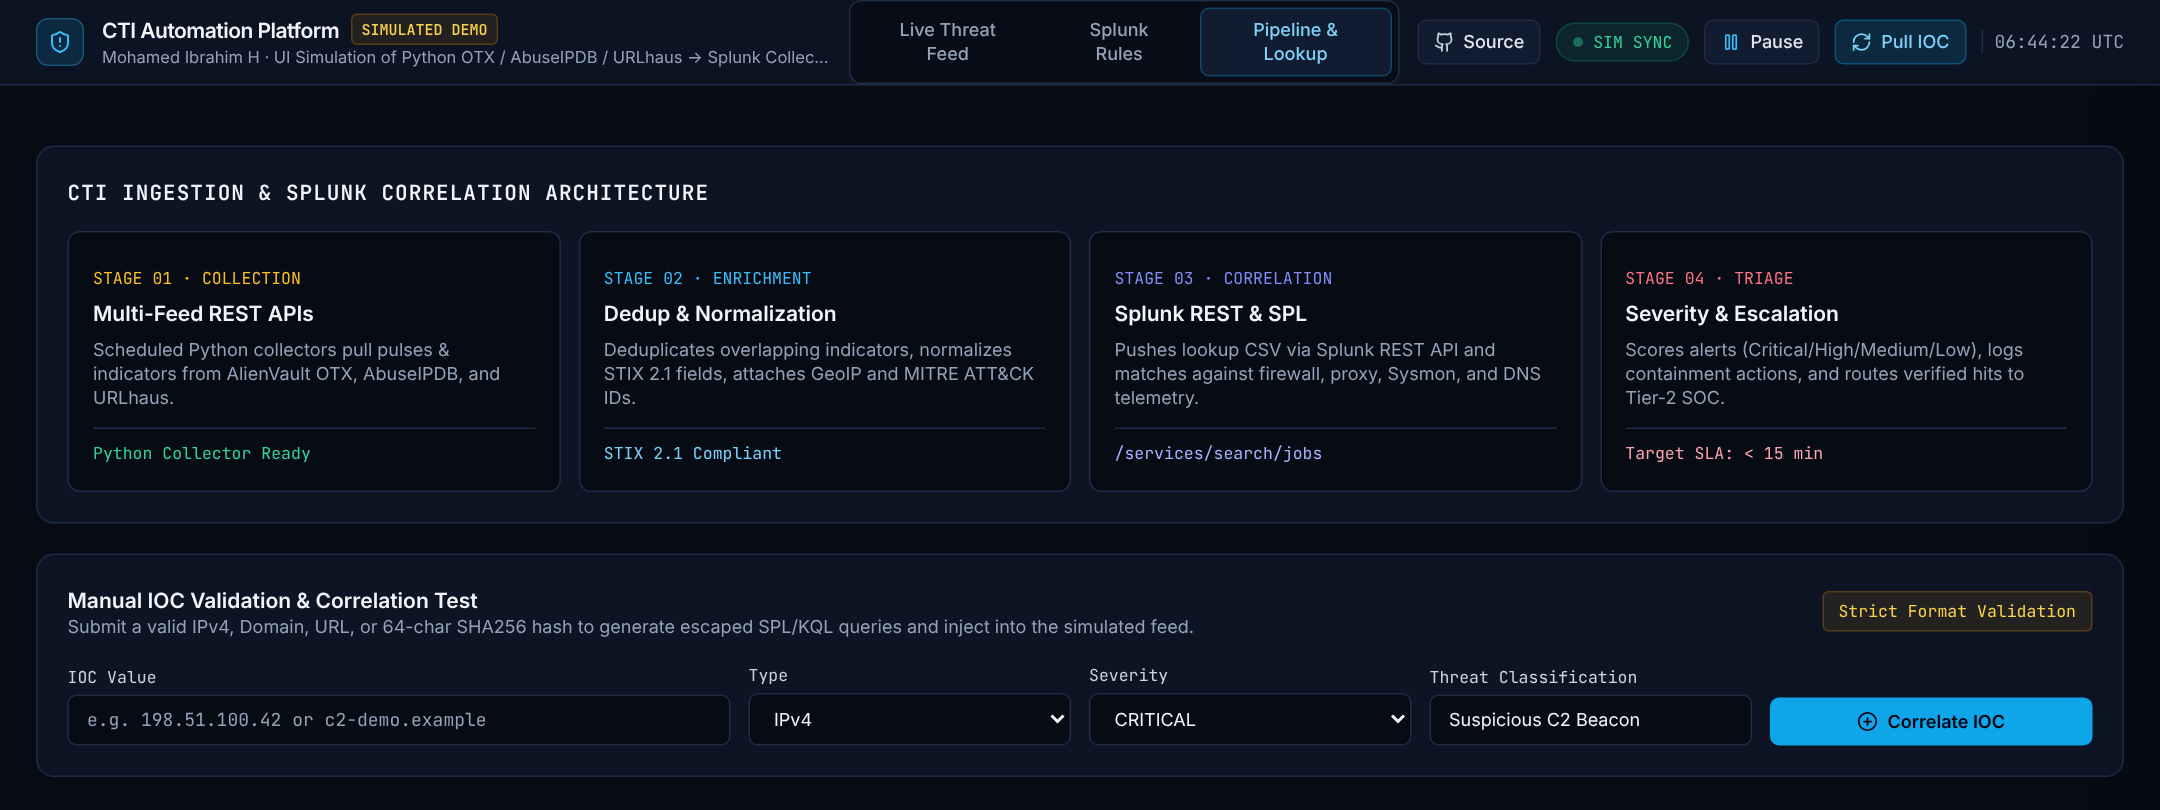 CTI Automation Platform
SIMULATED DEMO
Mohamed Ibrahim H · UI Simulation of Python OTX / AbuseIPDB / URLhaus → Splunk Collec...
Live Threat
Feed
Splunk
Rules
Pipeline &
Lookup
Source
SIM SYNC
Pause
Pull IOC
06:44:22 UTC
CTI INGESTION & SPLUNK CORRELATION ARCHITECTURE
STAGE 01 · COLLECTION
Multi-Feed REST APIs
Scheduled Python collectors pull pulses &
indicators from AlienVault OTX, AbuseIPDB, and
URLhaus.
Python Collector Ready
STAGE 02 · ENRICHMENT
Dedup & Normalization
Deduplicates overlapping indicators, normalizes
STIX 2.1 fields, attaches GeoIP and MITRE ATT&CK
IDs.
STIX 2.1 Compliant
STAGE 03 · CORRELATION
Splunk REST & SPL
Pushes lookup CSV via Splunk REST API and
matches against firewall, proxy, Sysmon, and DNS
telemetry.
/services/search/jobs
STAGE 04 · TRIAGE
Severity & Escalation
Scores alerts (Critical/High/Medium/Low), logs
containment actions, and routes verified hits to
Tier-2 SOC.
Target SLA: < 15 min
Manual IOC Validation & Correlation Test
Submit a valid IPv4, Domain, URL, or 64-char SHA256 hash to generate escaped SPL/KQL queries and inject into the simulated feed.
Strict Format Validation
IOC Value
e.g. 198.51.100.42 or c2-demo.example
Type
IPv4
Severity
CRITICAL
Threat Classification
Suspicious C2 Beacon
Correlate IOC